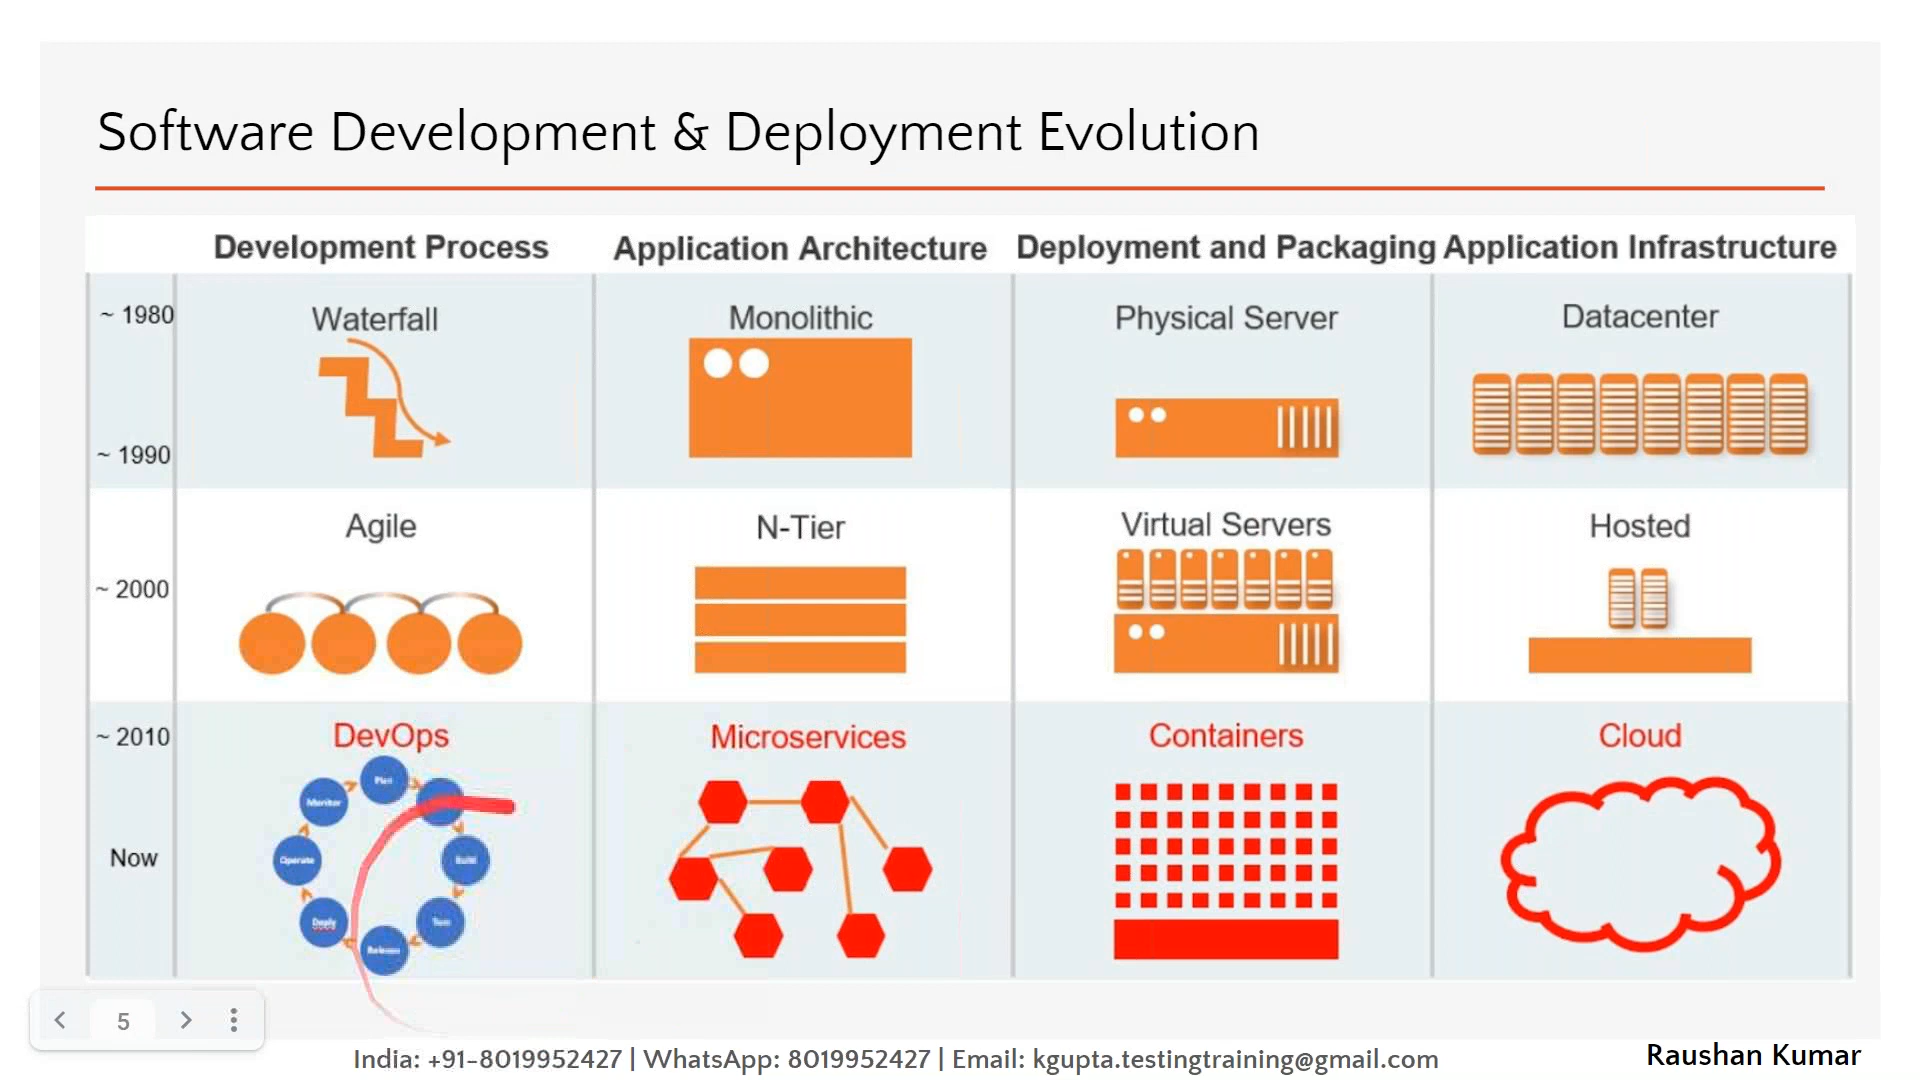 Software Development & Deployment Evolution
Development Process Application Architecture Deployment and Packaging Application Infrastructure
~ 1980
Waterfall Monolithic Physical Server Datacenter
~ 1990
Agile N-Tier Virtual Servers Hosted
~ 2000
~ 2010
DevOps Microservices Containers Cloud
Plan
Monitor
Operate
Build
Now
Deply
Test
Release
5
India: +91-8019952427 | WhatsApp: 8019952427 | Email: kgupta.testingtraining@gmail.com
Raushan Kumar